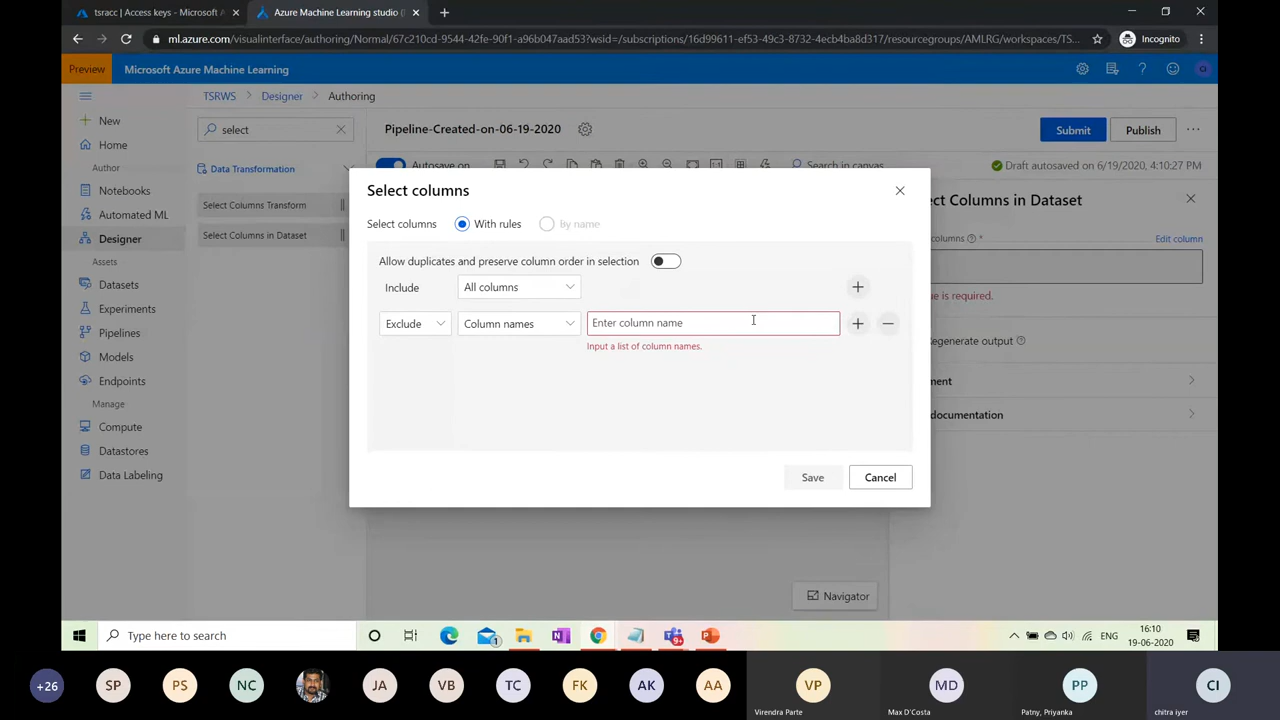 tsracc | Access keys - Microsoft A
Azure Machine Learning studio (
ml.azure.com/visualinterface/authoring/Normal/67c210cd-9544-42fe-90f1-a96b047aad53?wsid=/subscriptions/16d99611-ef53-49c3-8732-4ecb4ba8d317/resourcegroups/AMLRG/workspaces/TS...
Incognito
Preview
Microsoft Azure Machine Learning
CI
TSRWS > Designer > Authoring
New
Home
Author
Notebooks
Automated ML
Designer
Assets
Datasets
Experiments
Pipelines
Models
Endpoints
Manage
Compute
Datastores
Data Labeling
select
Data Transformation
Select Columns Transform
Select Columns in Dataset
Pipeline-Created-on-06-19-2020
Submit
Publish
Autosave on
Search in canvas
Draft autosaved on 6/19/2020, 4:10:27 PM
Select columns
Select columns
With rules
By name
Allow duplicates and preserve column order in selection
Include
All columns
Exclude
Column names
Enter column name
Input a list of column names.
Save
Cancel
ect Columns in Dataset
columns
*
Edit column
ue is required.
Regenerate output
ment
documentation
Navigator
Type here to search
1
9+
ENG
16:10
19-06-2020
+26
SP
PS
NC
JA
VB
TC
FK
AK
AA
VP
Virendra Parte
MD
Max D'Costa
PP
Patny, Priyanka
CI
chitra iyer